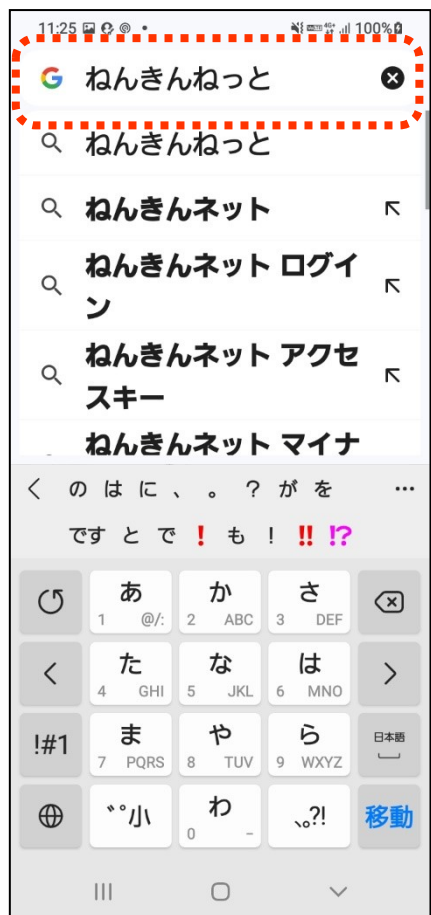 11:25 100%
ねんきんねっと
ねんきんねっと
ねんきんネット
ねんきんネット ログイ
ン
ねんきんネット アクセ
スキー
ねんきんネット マイナ
の は に 、 。 ? が を …
です と で ❗ も ! ‼ ⁉
あ 1 @/:
か 2 ABC
さ 3 DEF
た 4 GHI
な 5 JKL
は 6 MNO
!#1
ま 7 PQRS
や 8 TUV
ら 9 WXYZ
日本語
゛゜小
わ 0 -
、。?!
移動